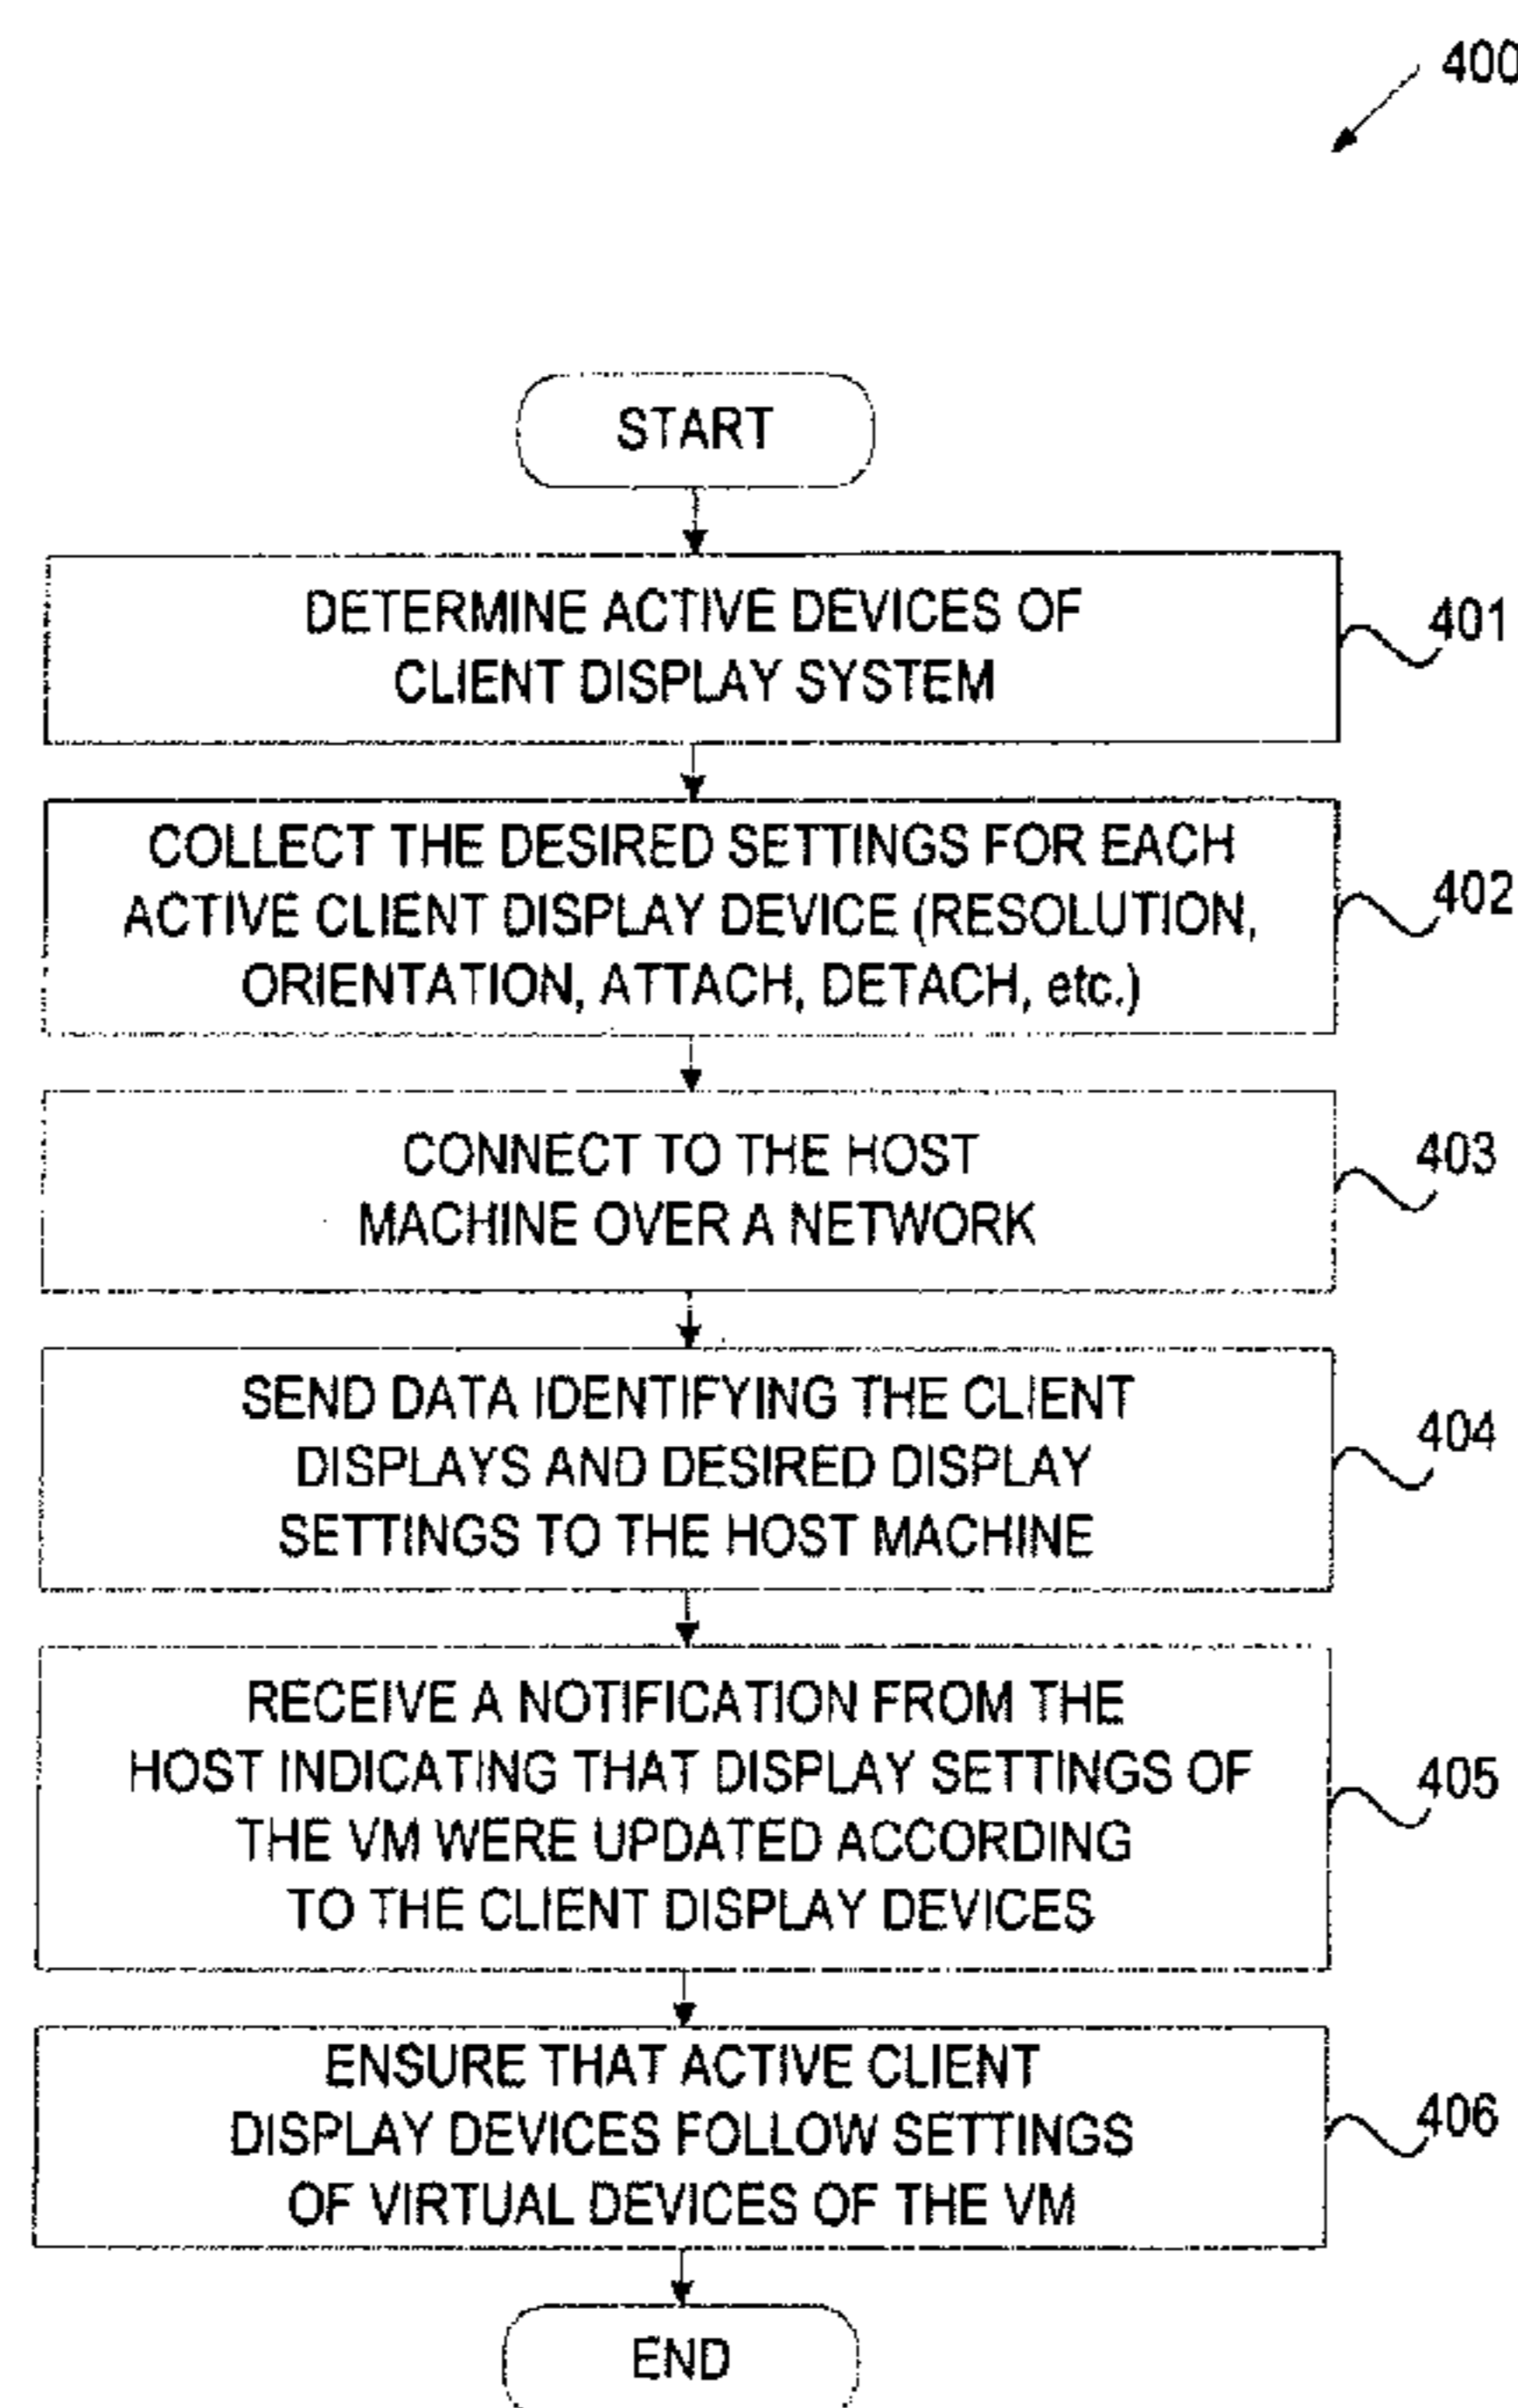 400
START
DETERMINE ACTIVE DEVICES OF
CLIENT DISPLAY SYSTEM
401
COLLECT THE DESIRED SETTINGS FOR EACH
ACTIVE CLIENT DISPLAY DEVICE (RESOLUTION,
ORIENTATION, ATTACH, DETACH, etc.)
402
CONNECT TO THE HOST
MACHINE OVER A NETWORK
403
SEND DATA IDENTIFYING THE CLIENT
DISPLAYS AND DESIRED DISPLAY
SETTINGS TO THE HOST MACHINE
404
RECEIVE A NOTIFICATION FROM THE
HOST INDICATING THAT DISPLAY SETTINGS OF
THE VM WERE UPDATED ACCORDING
TO THE CLIENT DISPLAY DEVICES
405
ENSURE THAT ACTIVE CLIENT
DISPLAY DEVICES FOLLOW SETTINGS
OF VIRTUAL DEVICES OF THE VM
406
END